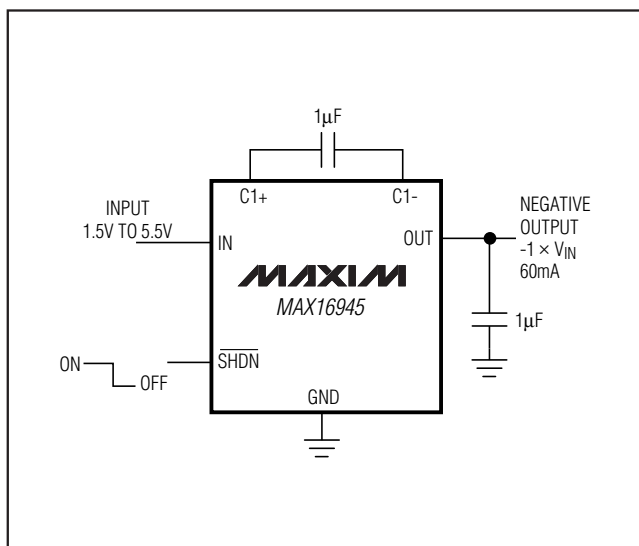 1µF
C1+
C1-
INPUT
1.5V TO 5.5V
IN
OUT
NEGATIVE
OUTPUT
-1 × VIN
60mA
MAXIM
MAX16945
1µF
ON
OFF
SHDN
GND